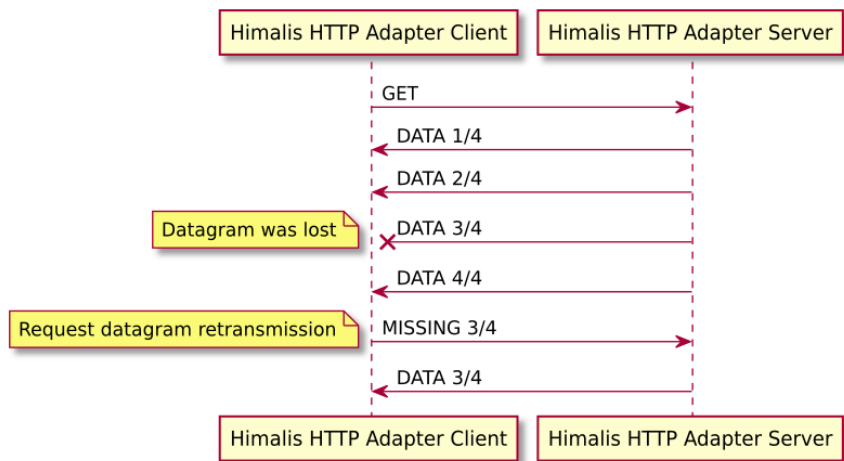 Himalis HTTP Adapter Client
Himalis HTTP Adapter Server
GET
DATA 1/4
DATA 2/4
Datagram was lost
DATA 3/4
DATA 4/4
Request datagram retransmission
MISSING 3/4
DATA 3/4
Himalis HTTP Adapter Client
Himalis HTTP Adapter Server